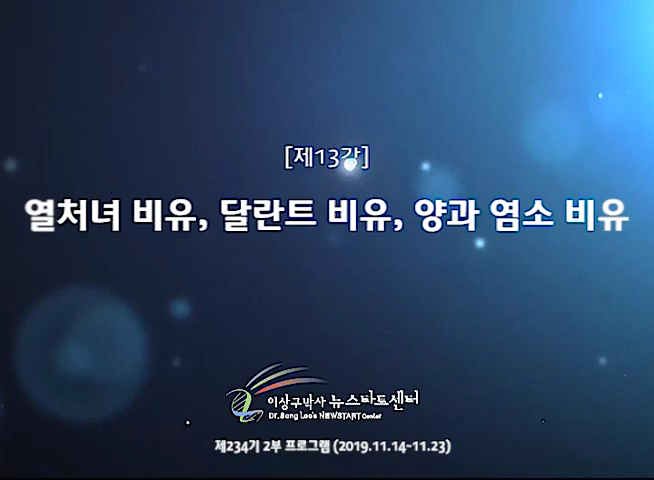 [제13강]
열처녀 비유, 달란트 비유, 양과 염소 비유
이상구박사 뉴스타트센터
Dr. Sang Lee's NEWSTART Center
제234기 2부 프로그램 (2019.11.14~11.23)